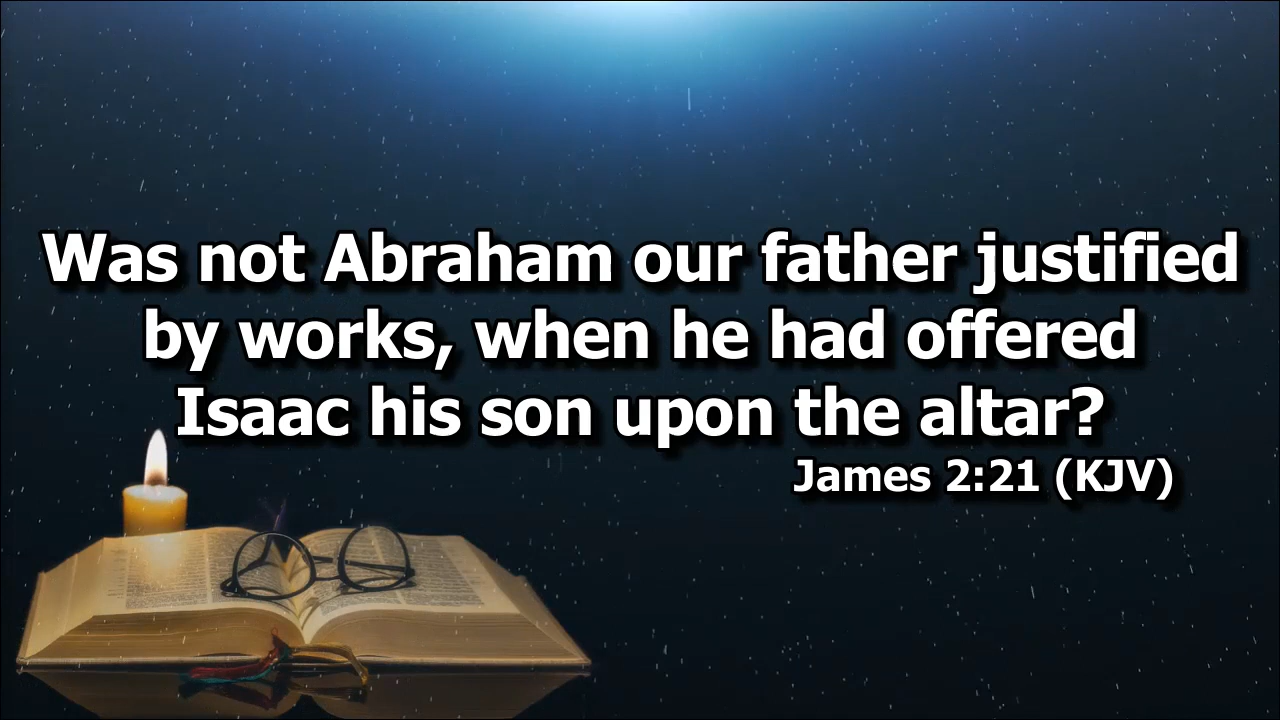 Was not Abraham our father justified
by works, when he had offered
Isaac his son upon the altar?
James 2:21 (KJV)